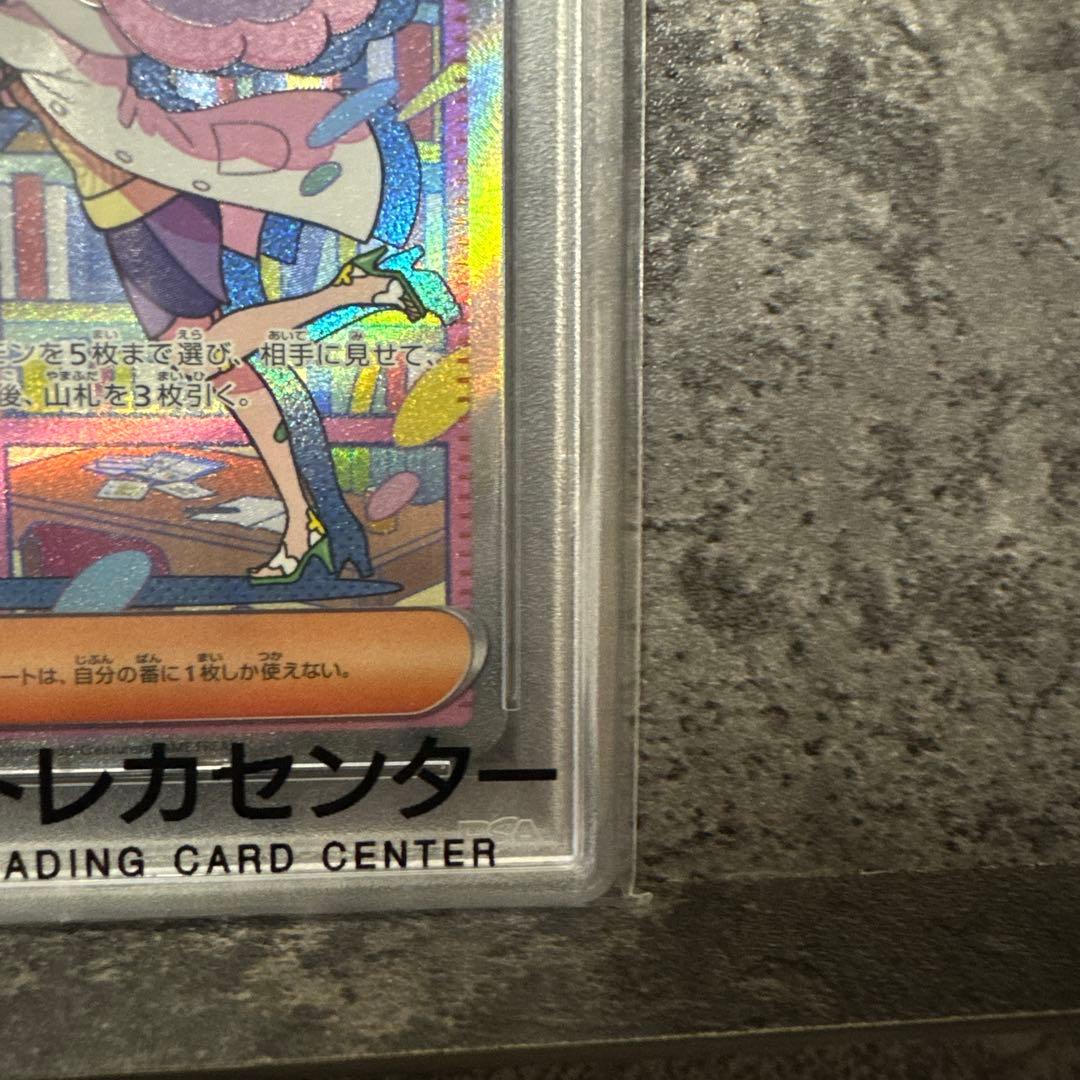 モンを5枚まで選び、相手に見せて、
後、山札を3枚引く。
ートは、自分の番に1枚しか使えない。
トレカセンター
PSA
ADING CARD CENTER